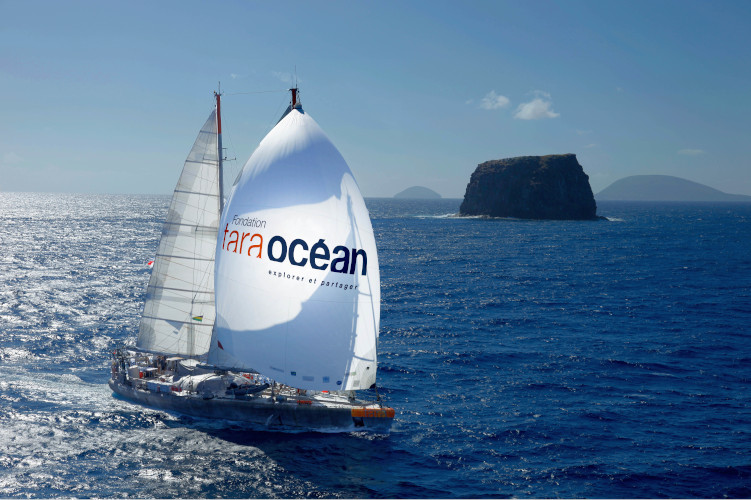 Fondation
tara océan
explorer et partager